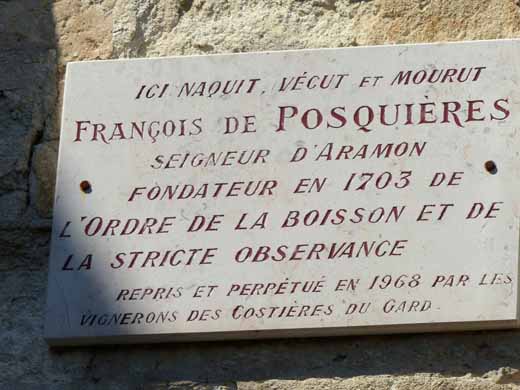 ICI NAQUIT, VÉCUT ET MOURUT
FRANÇOIS DE POSQUIÈRES
SEIGNEUR D'ARAMON
FONDATEUR EN 1703 DE
L'ORDRE DE LA BOISSON ET DE
LA STRICTE OBSERVANCE
REPRIS ET PERPÉTUÉ EN 1968 PAR LES
VIGNERONS DES COSTIÈRES DU GARD.